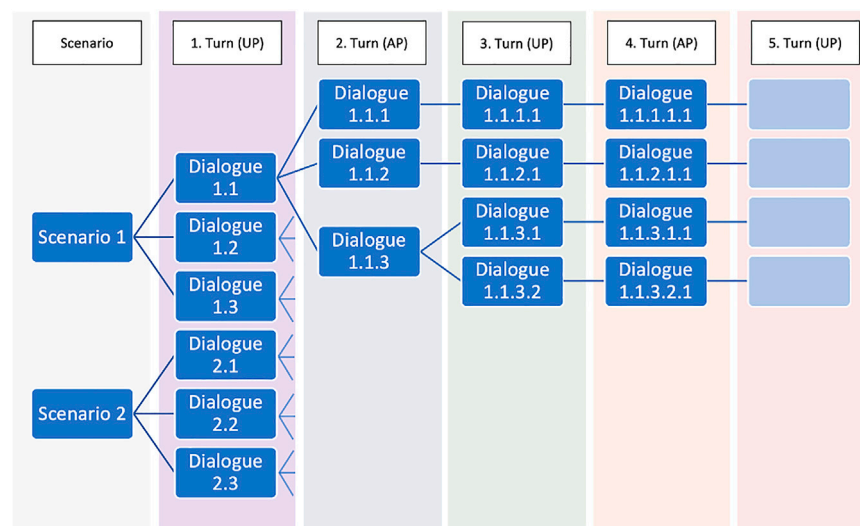 Scenario
1. Turn (UP)
2. Turn (AP)
3. Turn (UP)
4. Turn (AP)
5. Turn (UP)
Scenario 1
Scenario 2
Dialogue
1.1
Dialogue
1.2
Dialogue
1.3
Dialogue
2.1
Dialogue
2.2
Dialogue
2.3
Dialogue
1.1.1
Dialogue
1.1.2
Dialogue
1.1.3
Dialogue
1.1.1.1
Dialogue
1.1.2.1
Dialogue
1.1.3.1
Dialogue
1.1.3.2
Dialogue
1.1.1.1.1
Dialogue
1.1.2.1.1
Dialogue
1.1.3.1.1
Dialogue
1.1.3.2.1